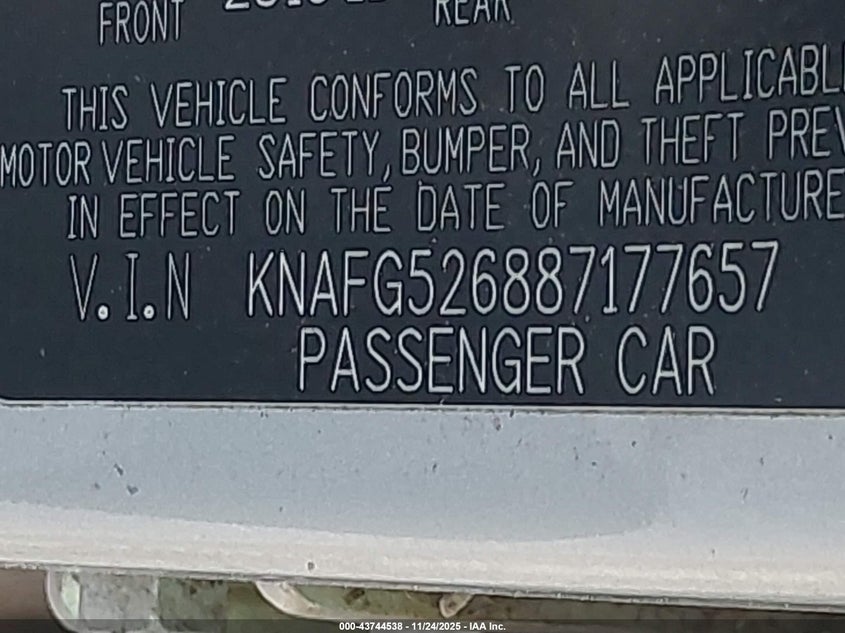 FRONT REAR
THIS VEHICLE CONFORMS TO ALL APPLICABL
MOTOR VEHICLE SAFETY, BUMPER, AND THEFT PREV
IN EFFECT ON THE DATE OF MANUFACTURE
V.I.N KNAFG526887177657
PASSENGER CAR
000-43744538 - 11/24/2025 - IAA Inc.